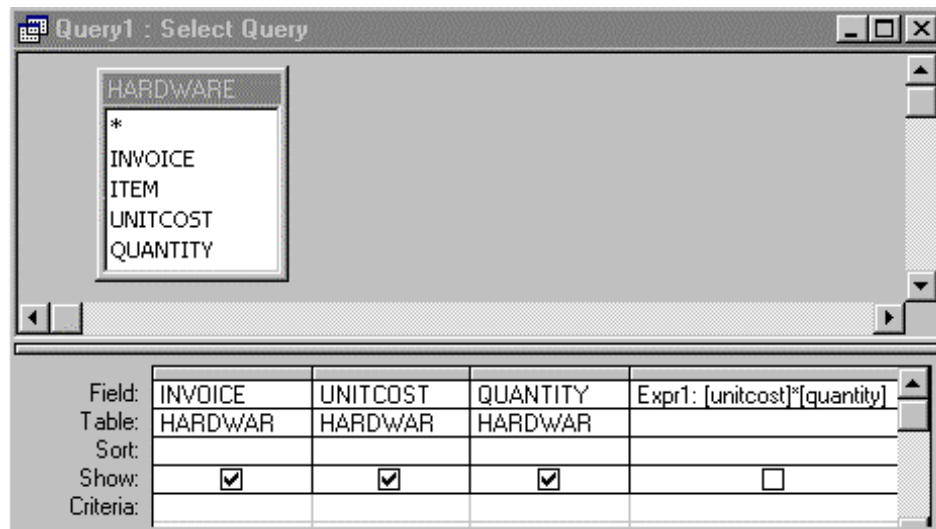 Query1 : Select Query
HARDWARE
*
INVOICE
ITEM
UNITCOST
QUANTITY
Field: INVOICE UNITCOST QUANTITY Expr1: [unitcost]*[quantity]
Table: HARDWAR HARDWAR HARDWAR
Sort:
Show:
Criteria: